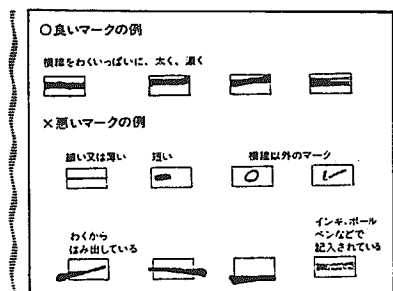 ○良いマークの例
横線をわくいっぱいに、太く、濃く
×悪いマークの例
細い又は薄い 短い 横線以外のマーク
わくから
はみ出している
インキ、ボール
ペンなどで
記入されている